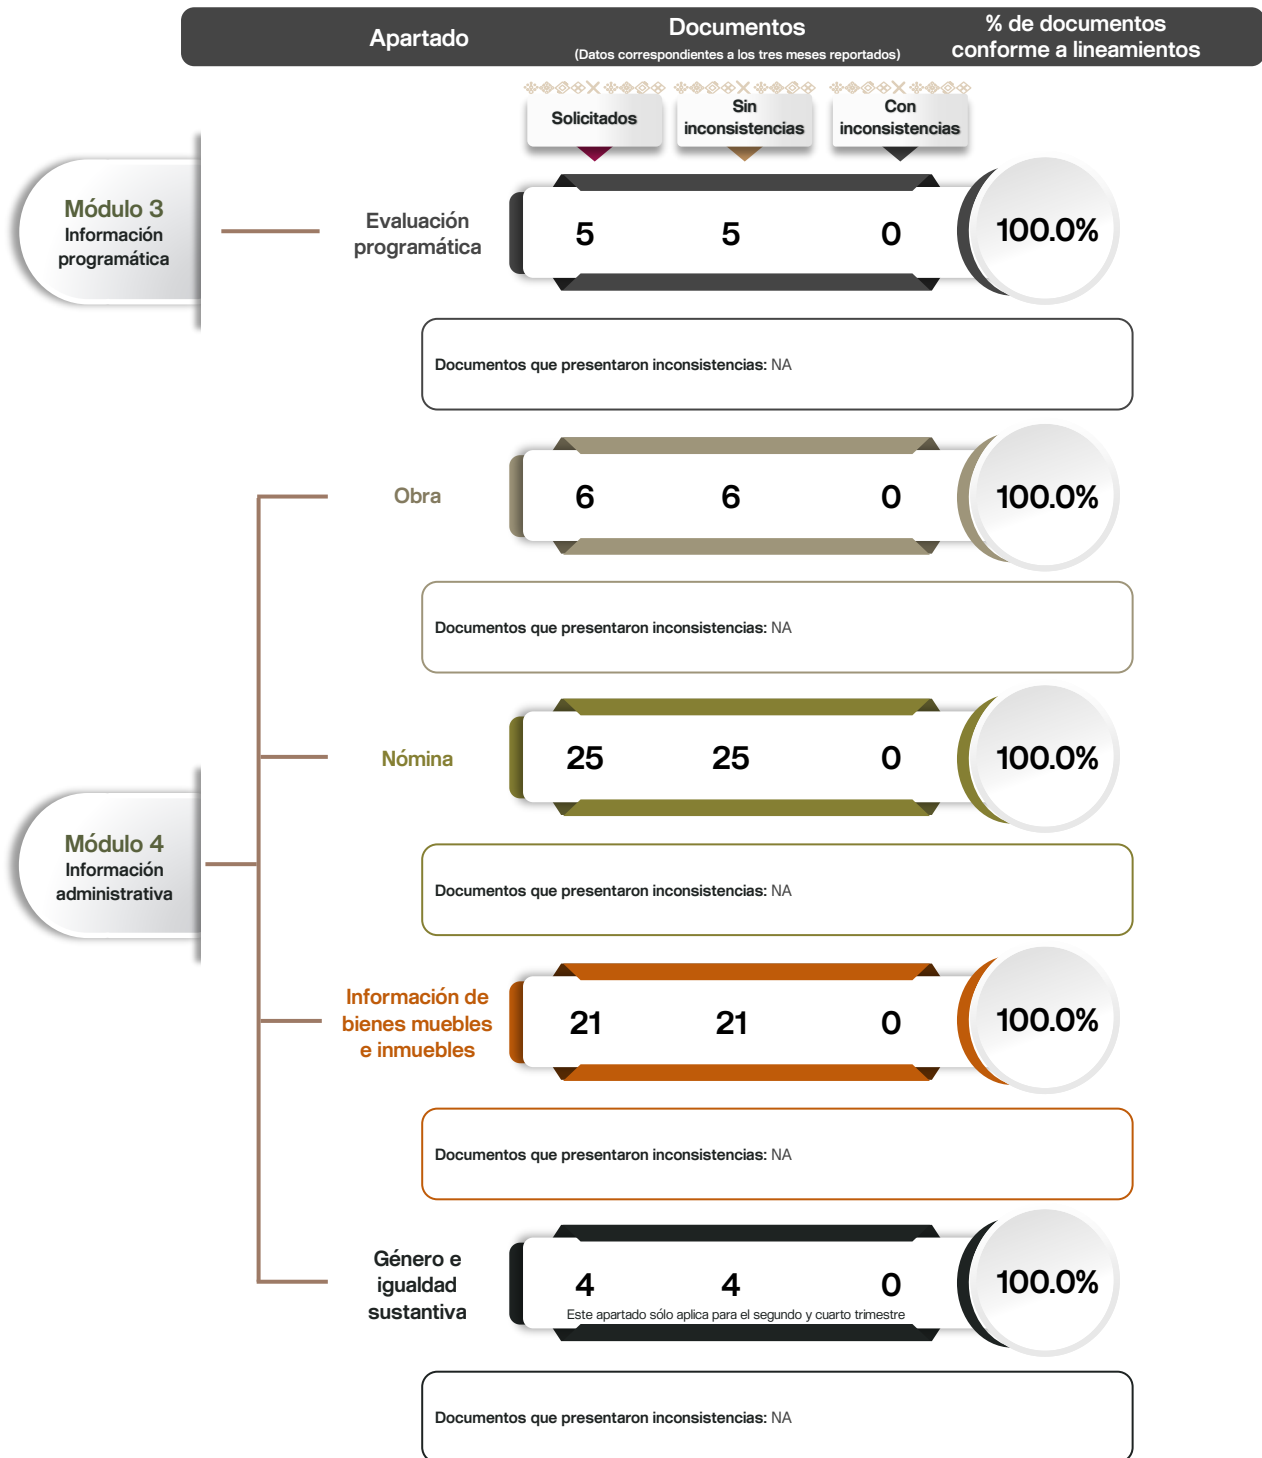 Apartado
Documentos
(Datos correspondientes a los tres meses reportados)
% de documentos
conforme a lineamientos
Solicitados
Sin
inconsistencias
Con
inconsistencias
Módulo 3
Información
programática
Evaluación
programática
5 5 0 100.0%
Documentos que presentaron inconsistencias: NA
Obra
6 6 0 100.0%
Documentos que presentaron inconsistencias: NA
Nómina
25 25 0 100.0%
Módulo 4
Información
administrativa
Documentos que presentaron inconsistencias: NA
Información de
bienes muebles
e inmuebles
21 21 0 100.0%
Documentos que presentaron inconsistencias: NA
Género e
igualdad
sustantiva
4 4 0 100.0%
Este apartado sólo aplica para el segundo y cuarto trimestre
Documentos que presentaron inconsistencias: NA